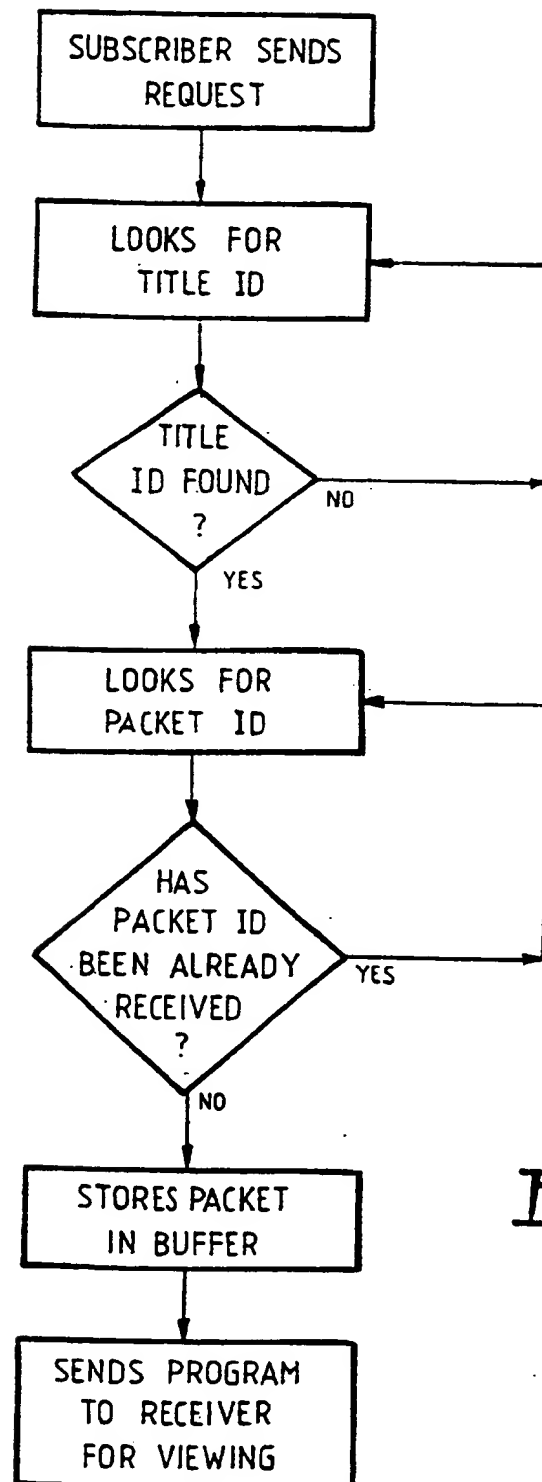 SUBSCRIBER SENDS
REQUEST
LOOKS FOR
TITLE ID
TITLE
ID FOUND
?
NO
YES
LOOKS FOR
PACKET ID
HAS
PACKET ID
BEEN ALREADY
RECEIVED
?
YES
NO
STORES PACKET
IN BUFFER
SENDS PROGRAM
TO RECEIVER
FOR VIEWING